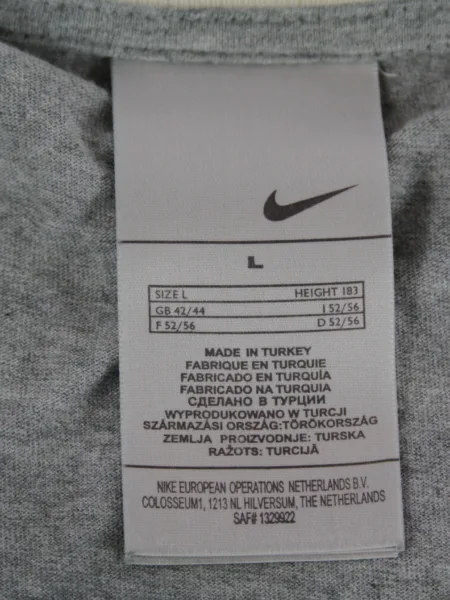 L
SIZE L HEIGHT 183
GB 42/44 I 52/56
F 52/56 D 52/56
MADE IN TURKEY
FABRIQUE EN TURQUIE
FABRICADO EN TURQUÍA
FABRICADO NA TURQUIA
СДЕЛАНО В ТУРЦИИ
WYPRODUKOWANO W TURCJI
SZÁRMAZÁSI ORSZÁG:TÖRÖKORSZÁG
ZEMLJA PROIZVODNJE: TURSKA
RAŽOTS: TURCIJĀ
NIKE EUROPEAN OPERATIONS NETHERLANDS B.V.
COLOSSEUM1, 1213 NL HILVERSUM, THE NETHERLANDS
SAF# 1329922